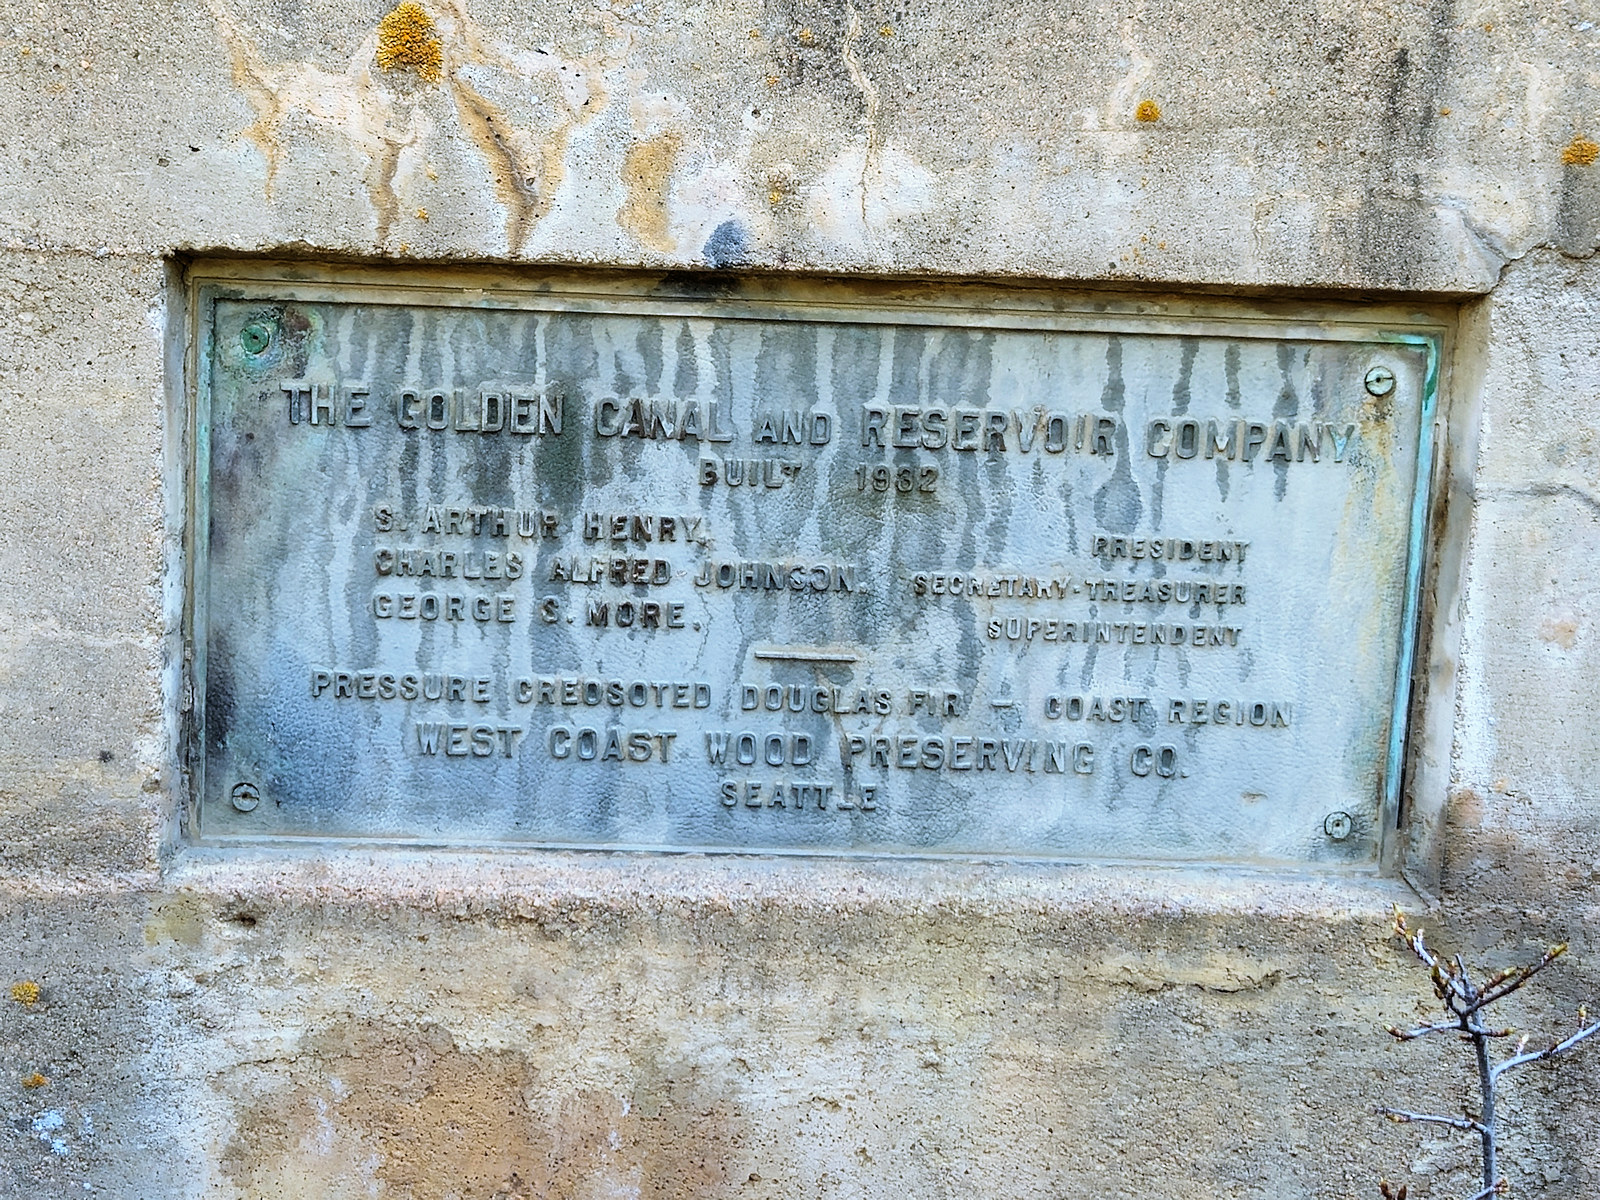 THE GOLDEN CANAL AND RESERVOIR COMPANY
BUILT 1932
S. ARTHUR HENRY, PRESIDENT
CHARLES ALFRED JOHNSON, SECRETARY-TREASURER
GEORGE S. MORE, SUPERINTENDENT
PRESSURE CREOSOTED DOUGLAS FIR — COAST REGION
WEST COAST WOOD PRESERVING CO.
SEATTLE